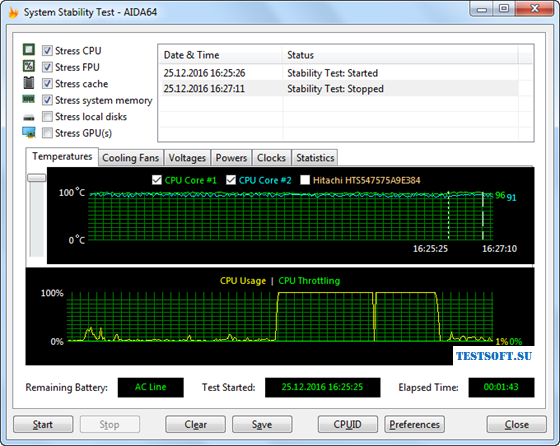 System Stability Test - AIDA64
Stress CPU
Stress FPU
Stress cache
Stress system memory
Stress local disks
Stress GPU(s)
Date & Time Status
25.12.2016 16:25:26 Stability Test: Started
25.12.2016 16:27:11 Stability Test: Stopped
Temperatures Cooling Fans Voltages Powers Clocks Statistics
CPU Core #1 CPU Core #2 Hitachi HTS547575A9E384
100°C 96 91
0°C
16:25:25 16:27:10
CPU Usage | CPU Throttling
100%
0% 1% 0%
TESTSOFT.SU
Remaining Battery: AC Line Test Started: 25.12.2016 16:25:25 Elapsed Time: 00:01:43
Start Stop Clear Save CPUID Preferences Close